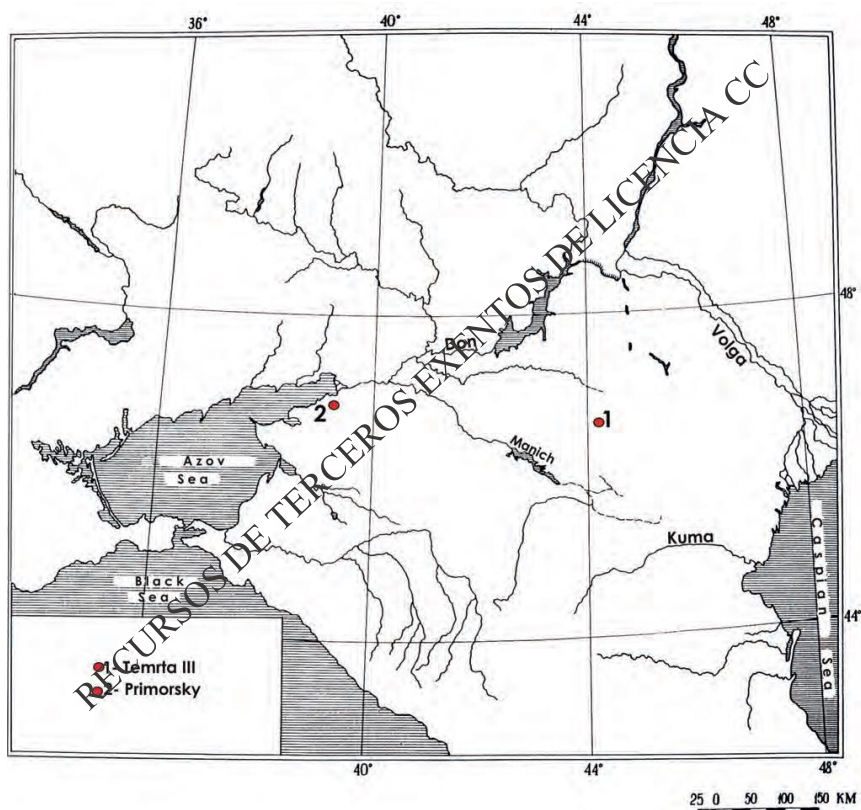 36°
40°
44°
48°
48°
48°
Bon
Volga
2
1
Manich
Azov
Sea
Kuma
Caspian Sea
Black
Sea
44°
1- Temrta III
2- Primorsky
40°
44°
48°
25 0 50 100 150 KM
RECURSOS DE TERCEROS EXENTOS DE LICENCIA CC